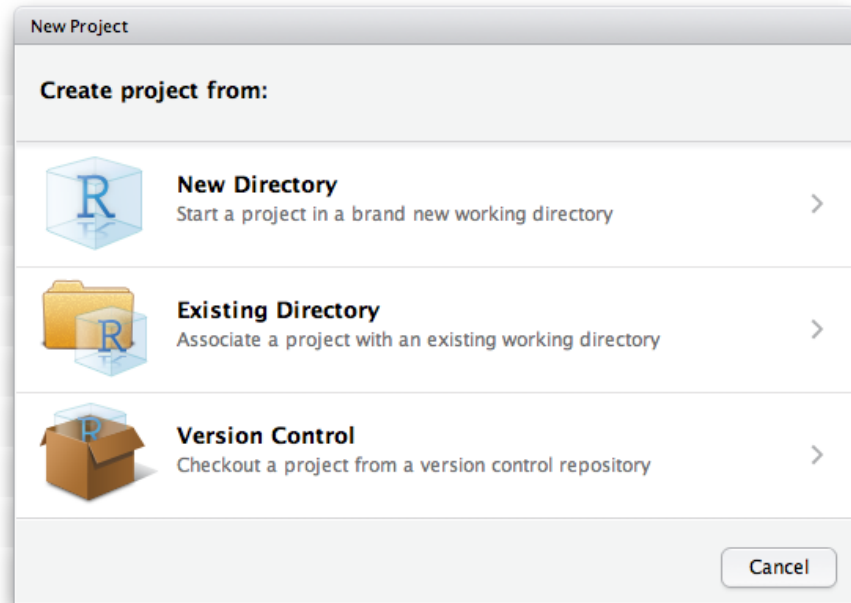 New Project
Create project from:
R
New Directory
Start a project in a brand new working directory
R
Existing Directory
Associate a project with an existing working directory
R
Version Control
Checkout a project from a version control repository
Cancel